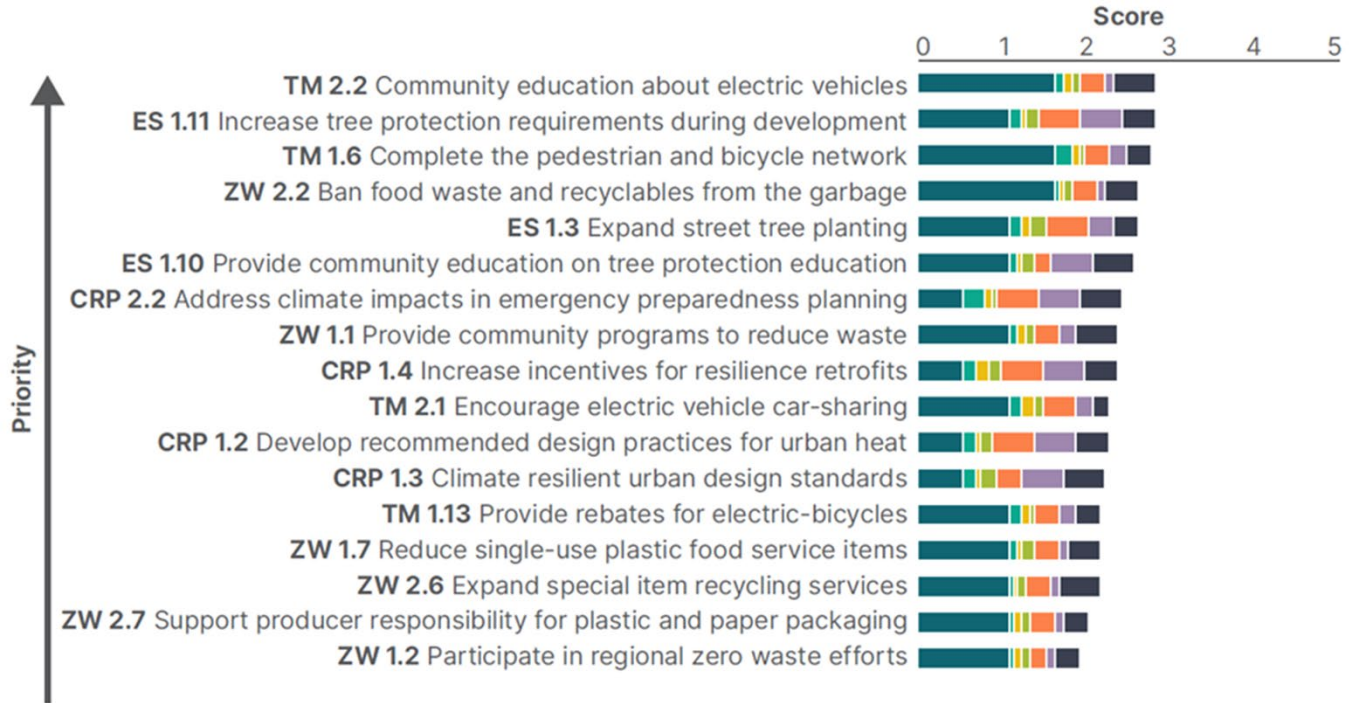 Score
0 1 2 3 4 5
TM 2.2 Community education about electric vehicles
ES 1.11 Increase tree protection requirements during development
TM 1.6 Complete the pedestrian and bicycle network
ZW 2.2 Ban food waste and recyclables from the garbage
ES 1.3 Expand street tree planting
ES 1.10 Provide community education on tree protection education
CRP 2.2 Address climate impacts in emergency preparedness planning
ZW 1.1 Provide community programs to reduce waste
CRP 1.4 Increase incentives for resilience retrofits
TM 2.1 Encourage electric vehicle car-sharing
CRP 1.2 Develop recommended design practices for urban heat
CRP 1.3 Climate resilient urban design standards
TM 1.13 Provide rebates for electric-bicycles
ZW 1.7 Reduce single-use plastic food service items
ZW 2.6 Expand special item recycling services
ZW 2.7 Support producer responsibility for plastic and paper packaging
ZW 1.2 Participate in regional zero waste efforts
Priority